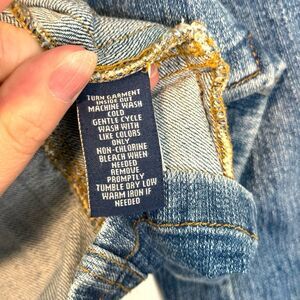 TURN GARMENT
INSIDE OUT
MACHINE WASH
COLD
GENTLE CYCLE
WASH WITH
LIKE COLORS
ONLY
NON-CHLORINE
BLEACH WHEN
NEEDED
REMOVE
PROMPTLY
TUMBLE DRY LOW
WARM IRON IF
NEEDED